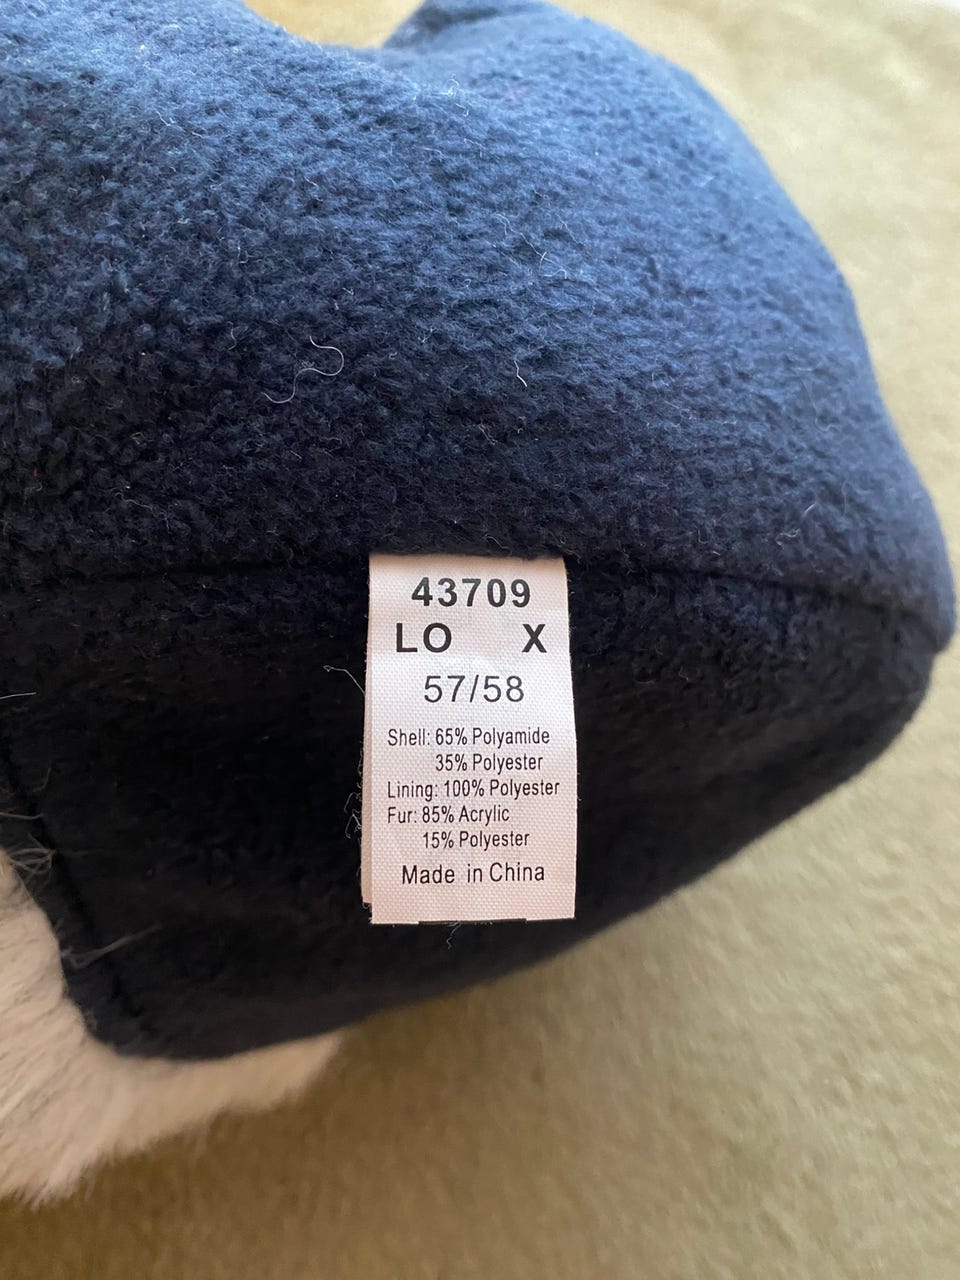 43709
LO X
57/58
Shell: 65% Polyamide
35% Polyester
Lining: 100% Polyester
Fur: 85% Acrylic
15% Polyester
Made in China